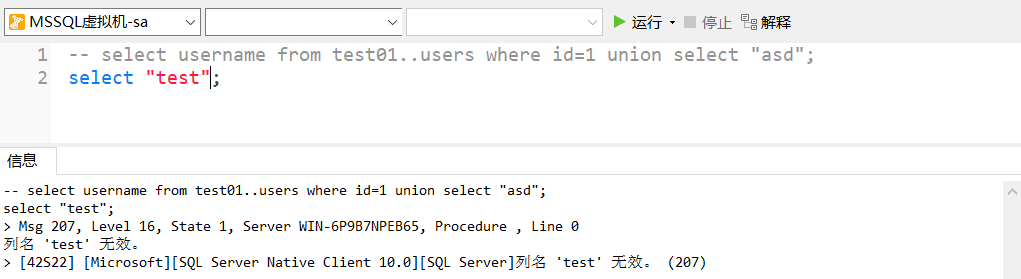 MSSQL虚拟机-sa 运行 停止 解释
1 -- select username from test01..users where id=1 union select "asd";
2 select "test";
信息
-- select username from test01..users where id=1 union select "asd";
select "test";
> Msg 207, Level 16, State 1, Server WIN-6P9B7NPEB65, Procedure , Line 0
列名 'test' 无效。
> [42S22] [Microsoft][SQL Server Native Client 10.0][SQL Server]列名 'test' 无效。 (207)